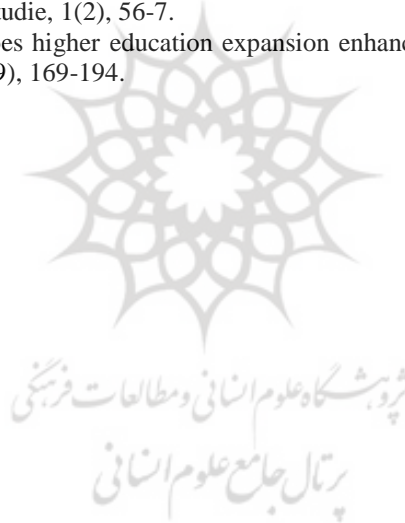 tudie, 1(2), 56-7.
es higher education expansion enhanc
9), 169-194.
پژوهشگاه علوم انسانی و مطالعات فرهنگی
پرتال جامع علوم انسانی